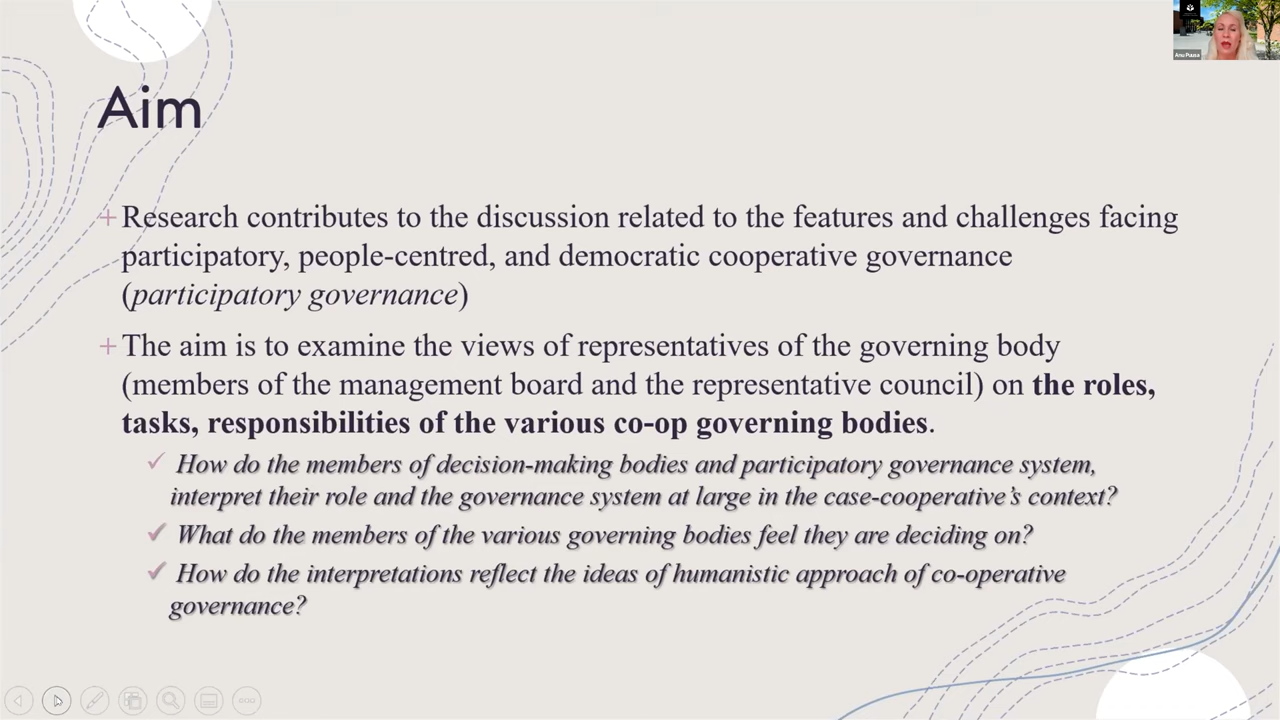 Aim
Anu Puusa
+ Research contributes to the discussion related to the features and challenges facing
participatory, people-centred, and democratic cooperative governance
(participatory governance)
+ The aim is to examine the views of representatives of the governing body
(members of the management board and the representative council) on the roles,
tasks, responsibilities of the various co-op governing bodies.
✓ How do the members of decision-making bodies and participatory governance system,
interpret their role and the governance system at large in the case-cooperative’s context?
✓ What do the members of the various governing bodies feel they are deciding on?
✓ How do the interpretations reflect the ideas of humanistic approach of co-operative
governance?